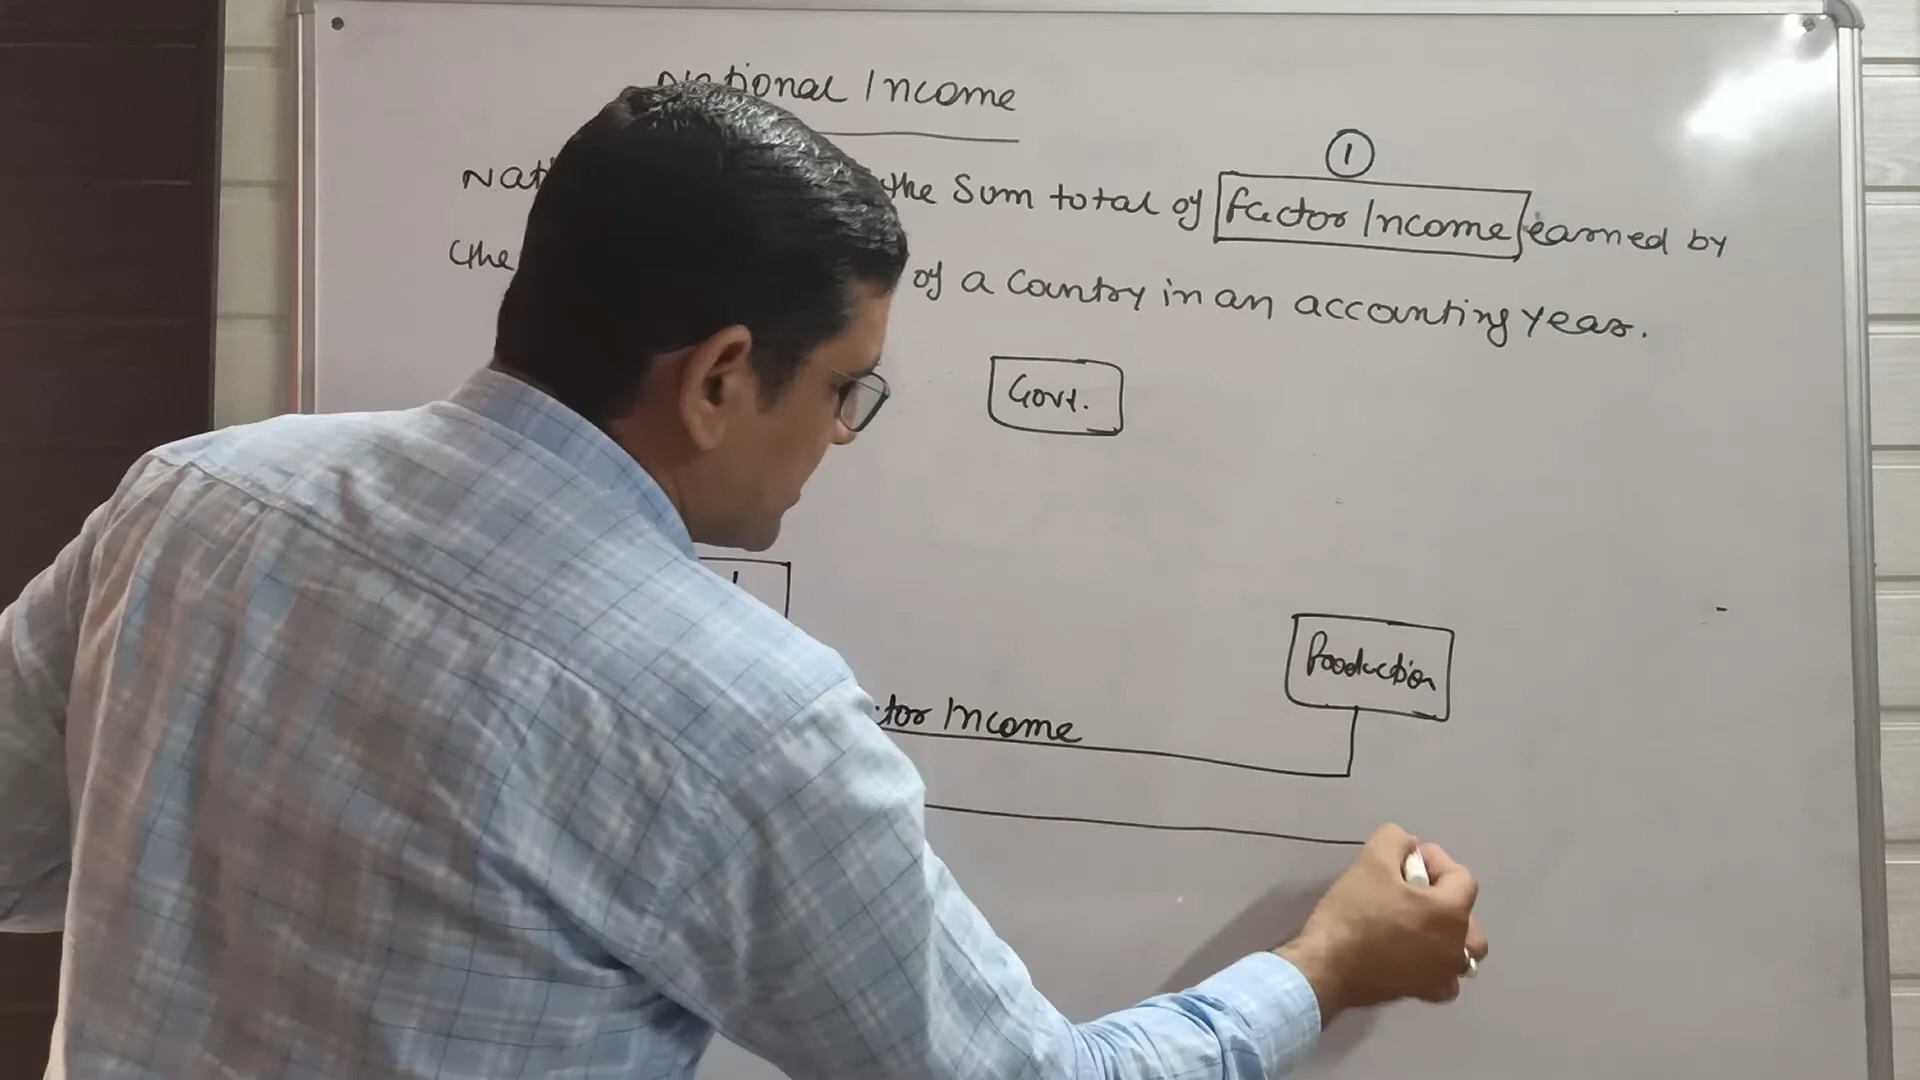 National Income
①
Nat the Sum total of factor Income earned by
the of a Country in an accounting year.
Govt.
Production
tor Income